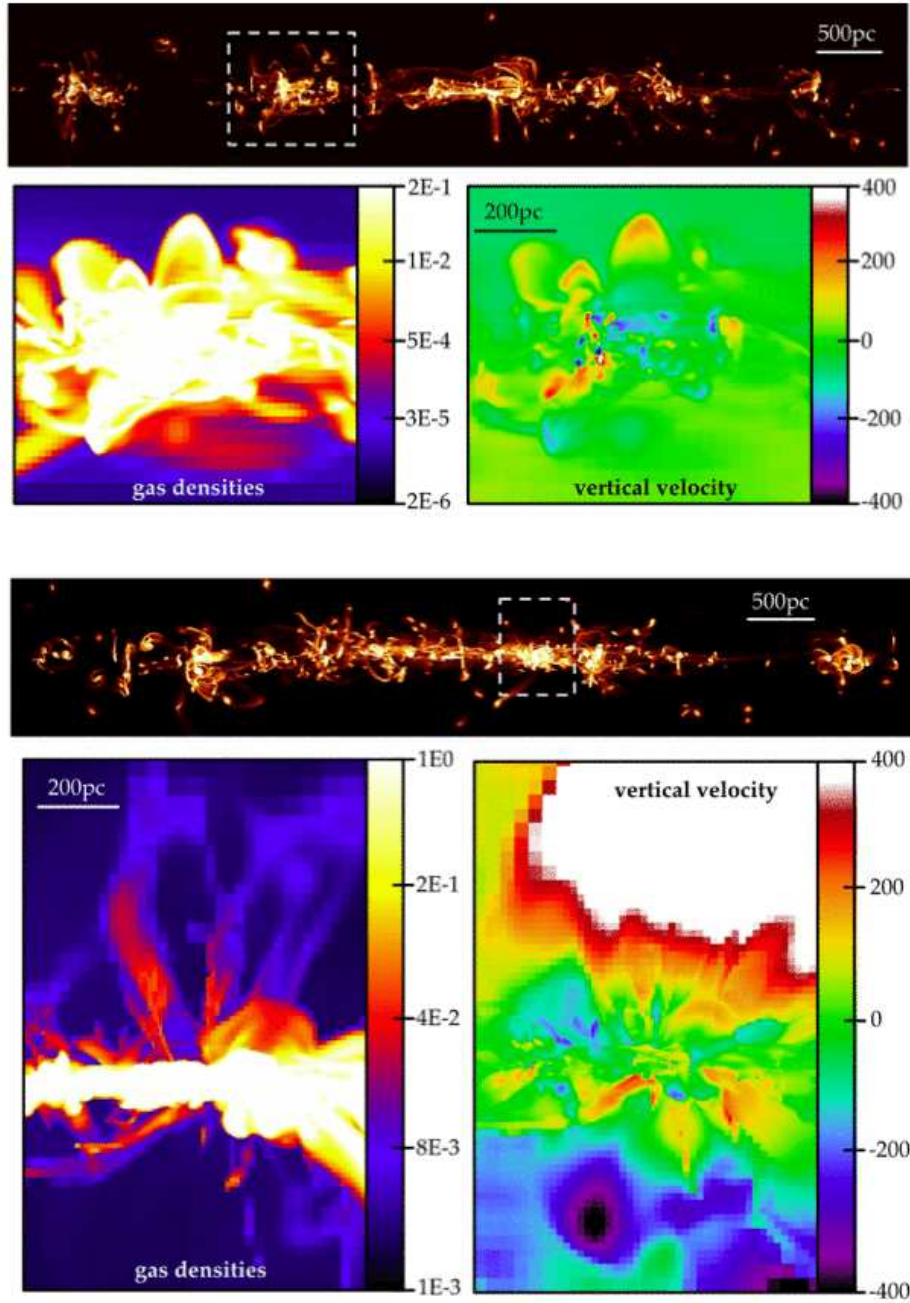 500pc
2E-1
1E-2
5E-4
3E-5
2E-6
gas densities
200pc
400
200
0
-200
-400
vertical velocity
500pc
200pc
1E0
2E-1
4E-2
8E-3
1E-3
gas densities
vertical velocity
400
200
0
-200
-400